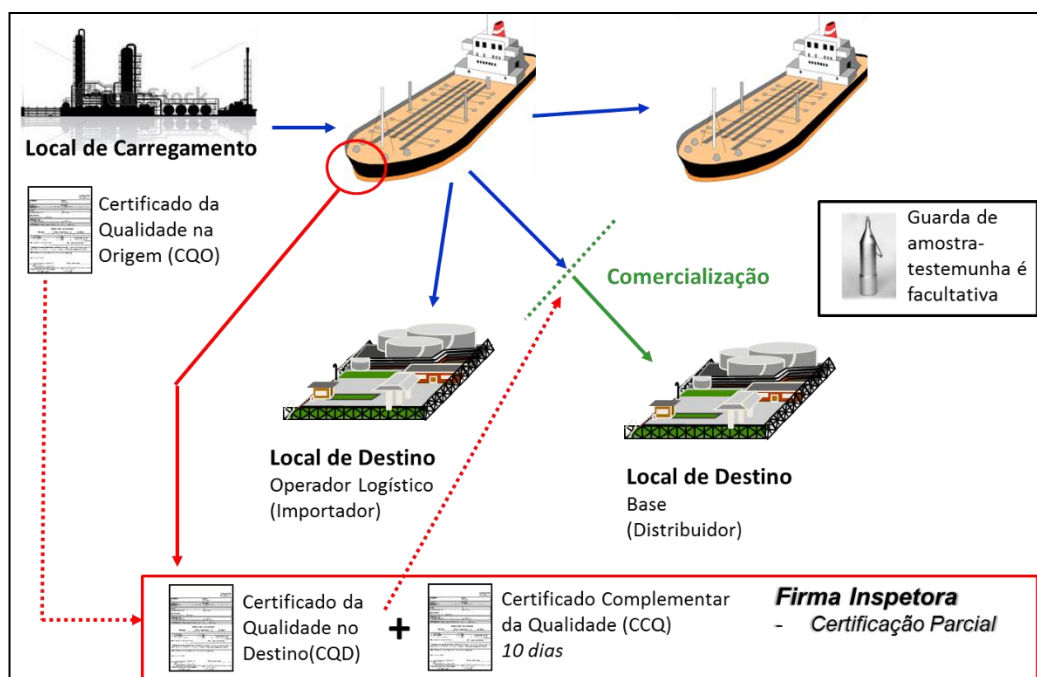 Local de Carregamento
Certificado da
Qualidade na
Origem (CQO)
Guarda de
amostra-
testemunha é
facultativa
Comercialização
Local de Destino
Operador Logístico
(Importador)
Local de Destino
Base
(Distribuidor)
Certificado da
Qualidade no
Destino(CQD)
+
Certificado Complementar
da Qualidade (CCQ)
10 dias
Firma Inspetora
- Certificação Parcial